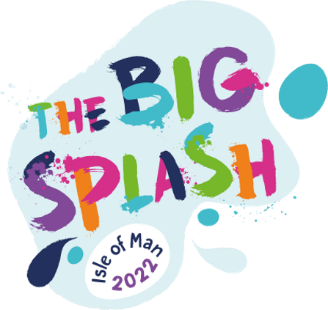 THE BIG
SPLASH
Isle of Man
2022